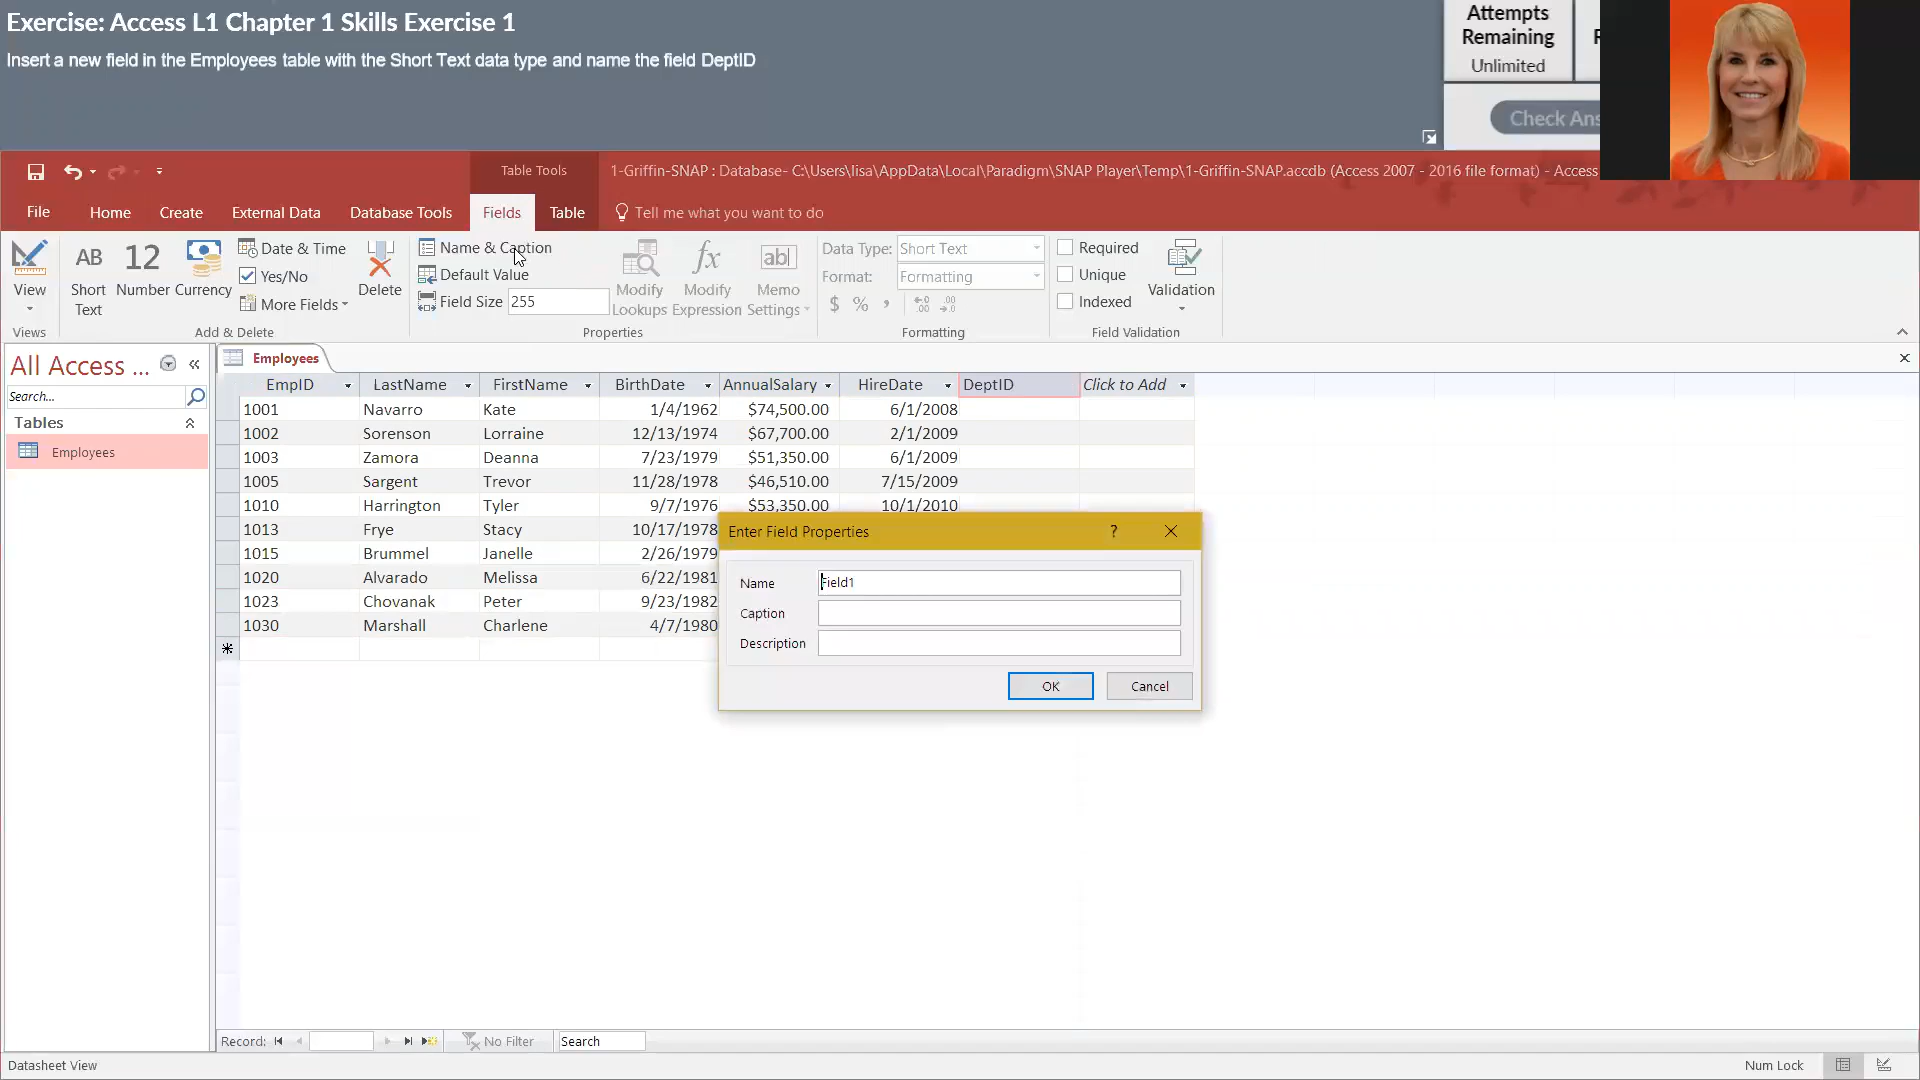 Exercise: Access L1 Chapter 1 Skills Exercise 1
Insert a new field in the Employees table with the Short Text data type and name the field DeptID
Attempts
Remaining
Unlimited
Check Ans
Table Tools
1-Griffin-SNAP : Database- C:\Users\lisa\AppData\Local\Paradigm\SNAP Player\Temp\1-Griffin-SNAP.accdb (Access 2007 - 2016 file format) - Access
File Home Create External Data Database Tools Fields Table Tell me what you want to do
View
Views
AB Short Text
12 Number
Currency
Date & Time
Yes/No
More Fields
Delete
Add & Delete
Name & Caption
Default Value
Field Size 255
Modify Lookups
fx Modify Expression
ab Memo Settings
Properties
Data Type: Short Text
Format: Formatting
$ % , .00 .00
Formatting
Required
Unique
Indexed
Validation
Field Validation
All Access ...
Search...
Tables
Employees
Employees
EmpID LastName FirstName BirthDate AnnualSalary HireDate DeptID Click to Add
1001 Navarro Kate 1/4/1962 $74,500.00 6/1/2008
1002 Sorenson Lorraine 12/13/1974 $67,700.00 2/1/2009
1003 Zamora Deanna 7/23/1979 $51,350.00 6/1/2009
1005 Sargent Trevor 11/28/1978 $46,510.00 7/15/2009
1010 Harrington Tyler 9/7/1976 $53,350.00 10/1/2010
1013 Frye Stacy 10/17/1978
1015 Brummel Janelle 2/26/1979
1020 Alvarado Melissa 6/22/1981
1023 Chovanak Peter 9/23/1982
1030 Marshall Charlene 4/7/1980
Enter Field Properties ?
Name Field1
Caption
Description
OK Cancel
Record: No Filter Search
Datasheet View Num Lock